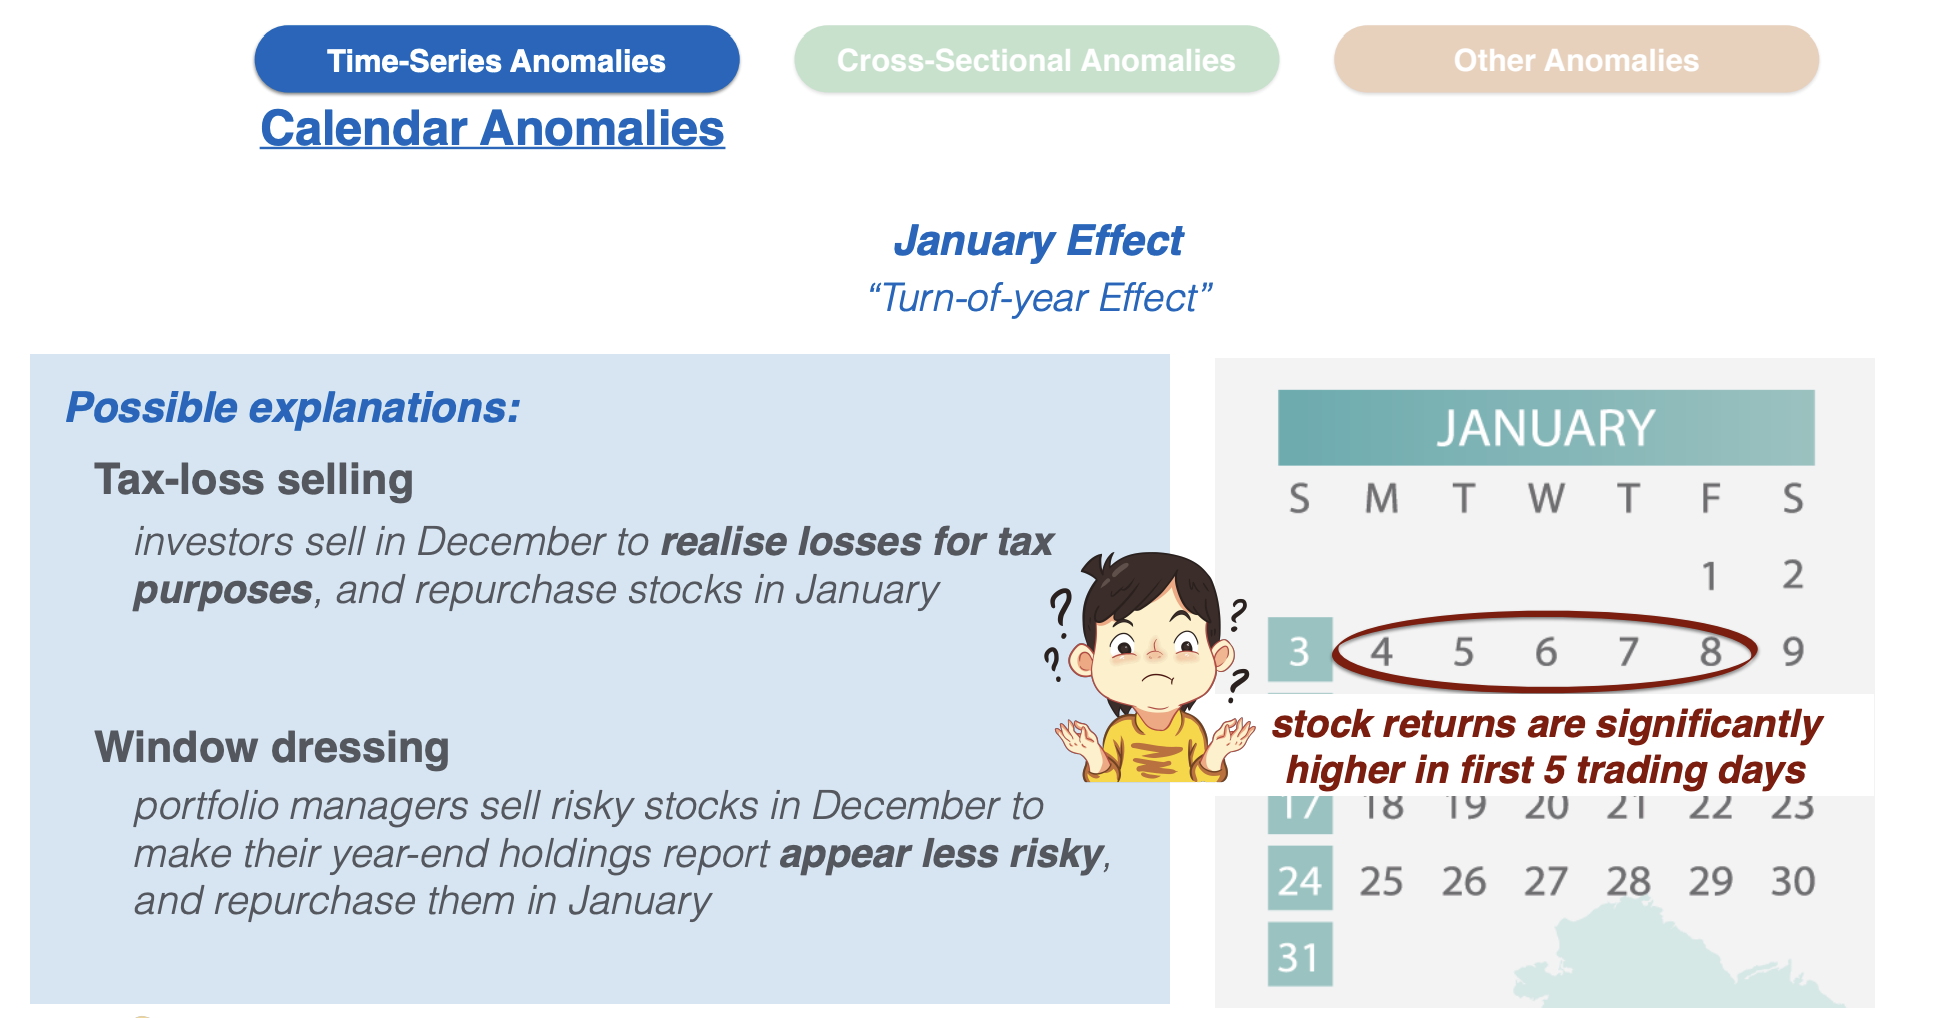 Time-Series Anomalies
Cross-Sectional Anomalies
Other Anomalies
Calendar Anomalies
January Effect
“Turn-of-year Effect”
Possible explanations:
Tax-loss selling
investors sell in December to realise losses for tax
purposes, and repurchase stocks in January
Window dressing
portfolio managers sell risky stocks in December to
make their year-end holdings report appear less risky,
and repurchase them in January
? ? ? ?
JANUARY
S M T W T F S
1 2
3 4 5 6 7 8 9
stock returns are significantly
higher in first 5 trading days
17 18 19 20 21 22 23
24 25 26 27 28 29 30
31